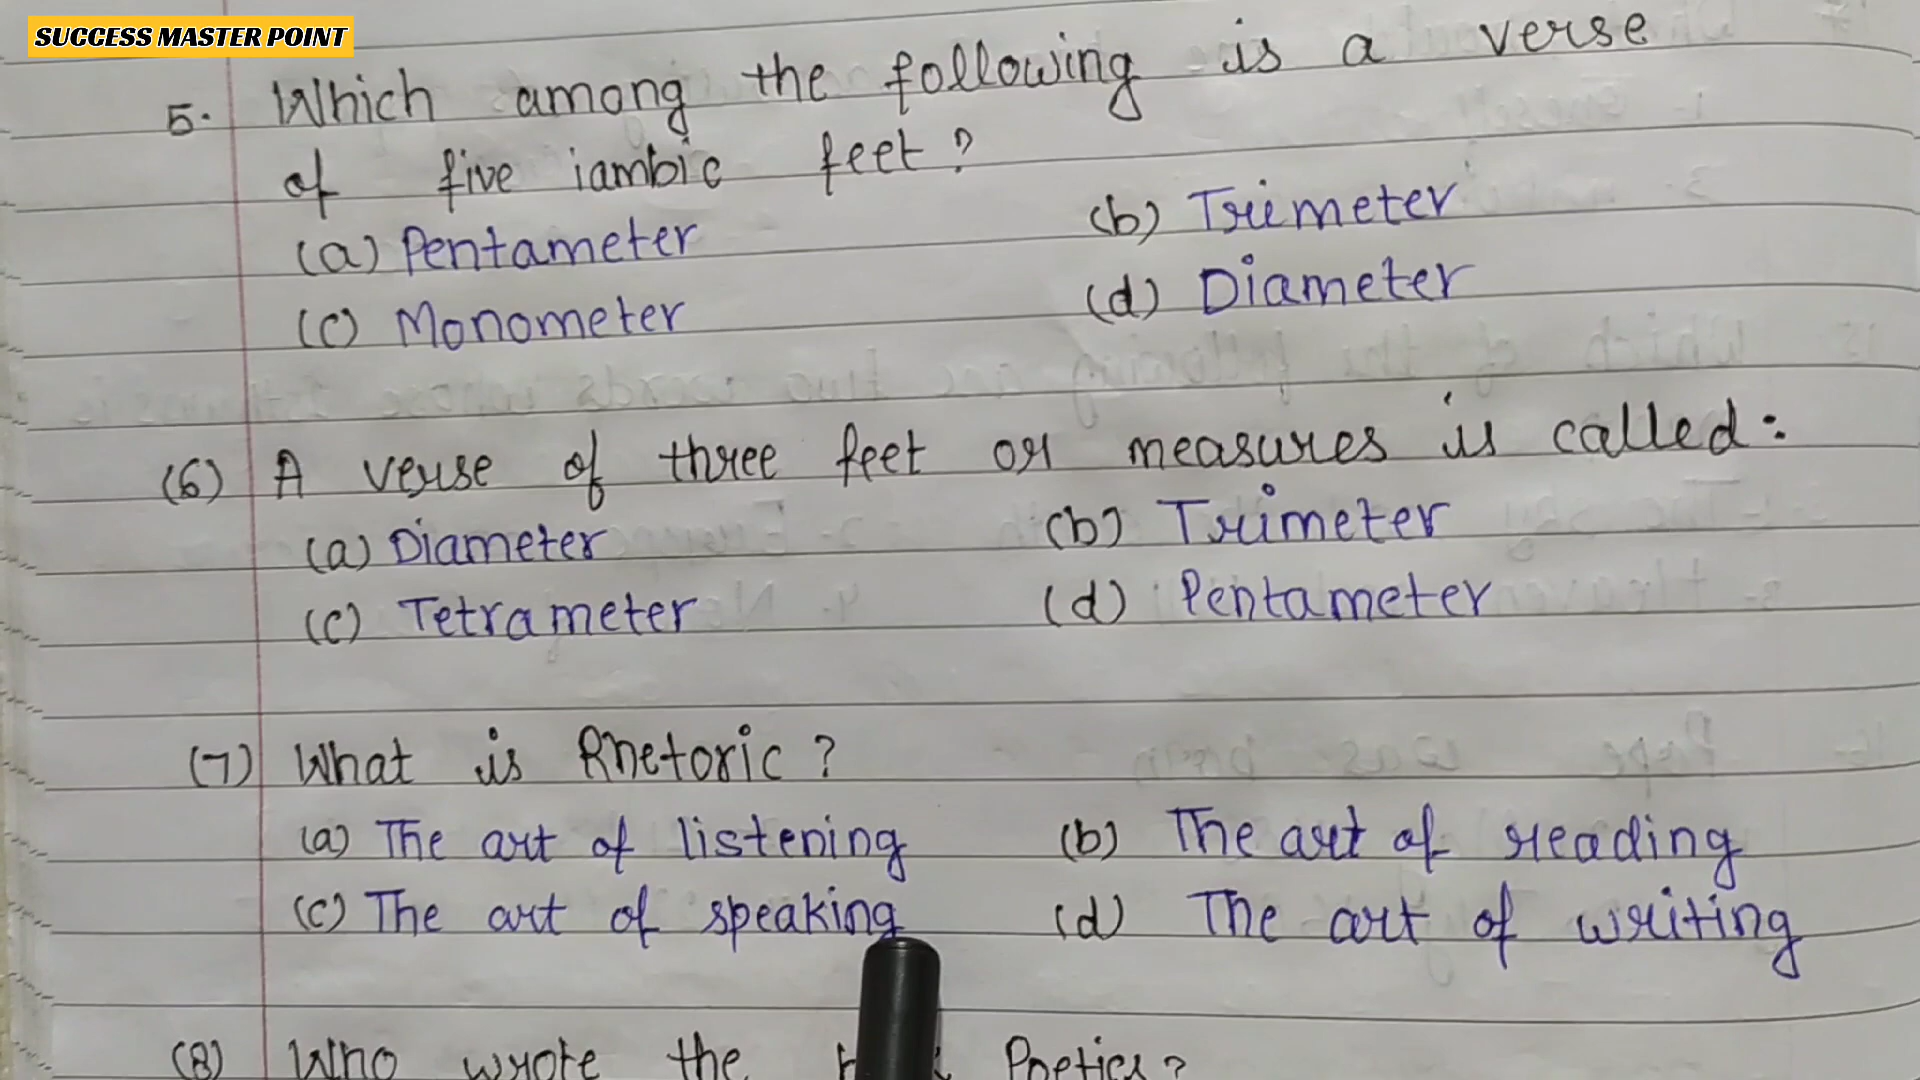 SUCCESS MASTER POINT
5. Which among the following is a verse
of five iambic feet?
(a) Pentameter (b) Trimeter
(c) Monometer (d) Diameter
(6) A verse of three feet or measures is called:
(a) Diameter (b) Trimeter
(c) Tetrameter (d) Pentameter
(7) What is Rhetoric?
(a) The art of listening (b) The art of reading
(c) The art of speaking (d) The art of writing
(8) Who wrote the Poetics?